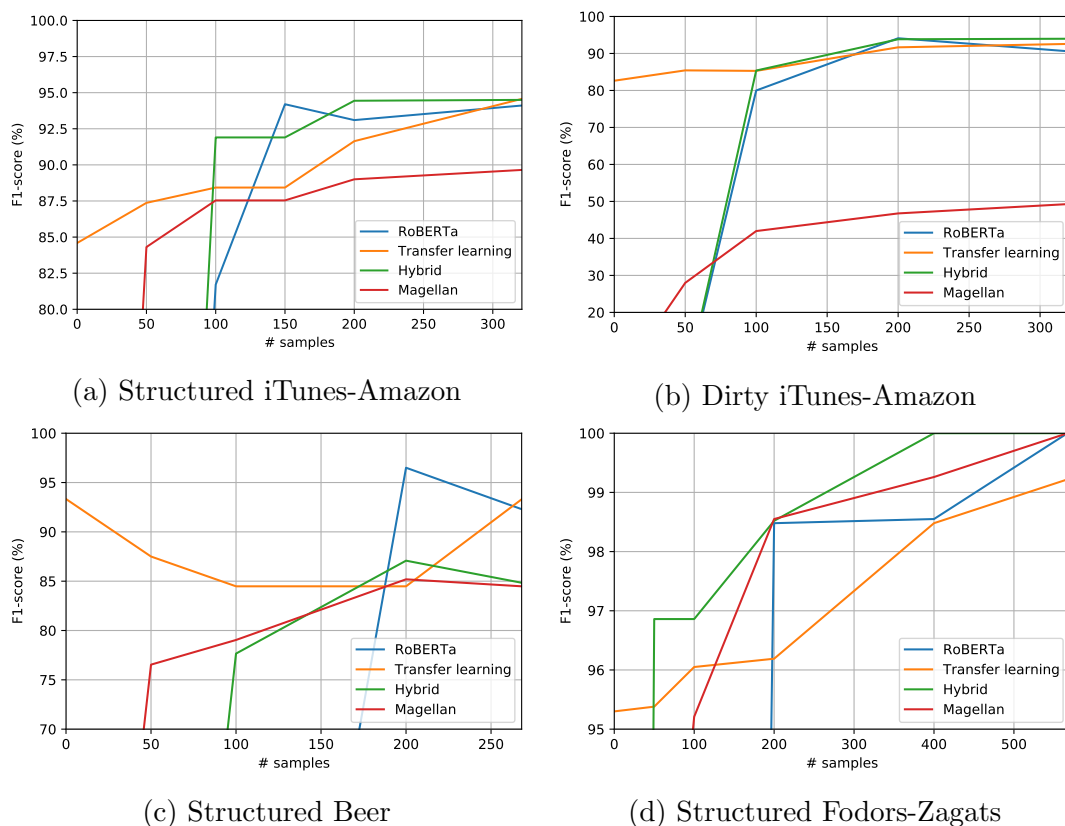 100.0
97.5
95.0
92.5
90.0
87.5
85.0
82.5
80.0
F1-score (%)
RoBERTa
Transfer learning
Hybrid
Magellan
0 50 100 150 200 250 300
# samples
(a) Structured iTunes-Amazon
100
90
80
70
60
50
40
30
20
F1-score (%)
RoBERTa
Transfer learning
Hybrid
Magellan
0 50 100 150 200 250 300
# samples
(b) Dirty iTunes-Amazon
100
95
90
85
80
75
70
F1-score (%)
RoBERTa
Transfer learning
Hybrid
Magellan
0 50 100 150 200 250
# samples
(c) Structured Beer
100
99
98
97
96
95
F1-score (%)
RoBERTa
Transfer learning
Hybrid
Magellan
0 100 200 300 400 500
# samples
(d) Structured Fodors-Zagats